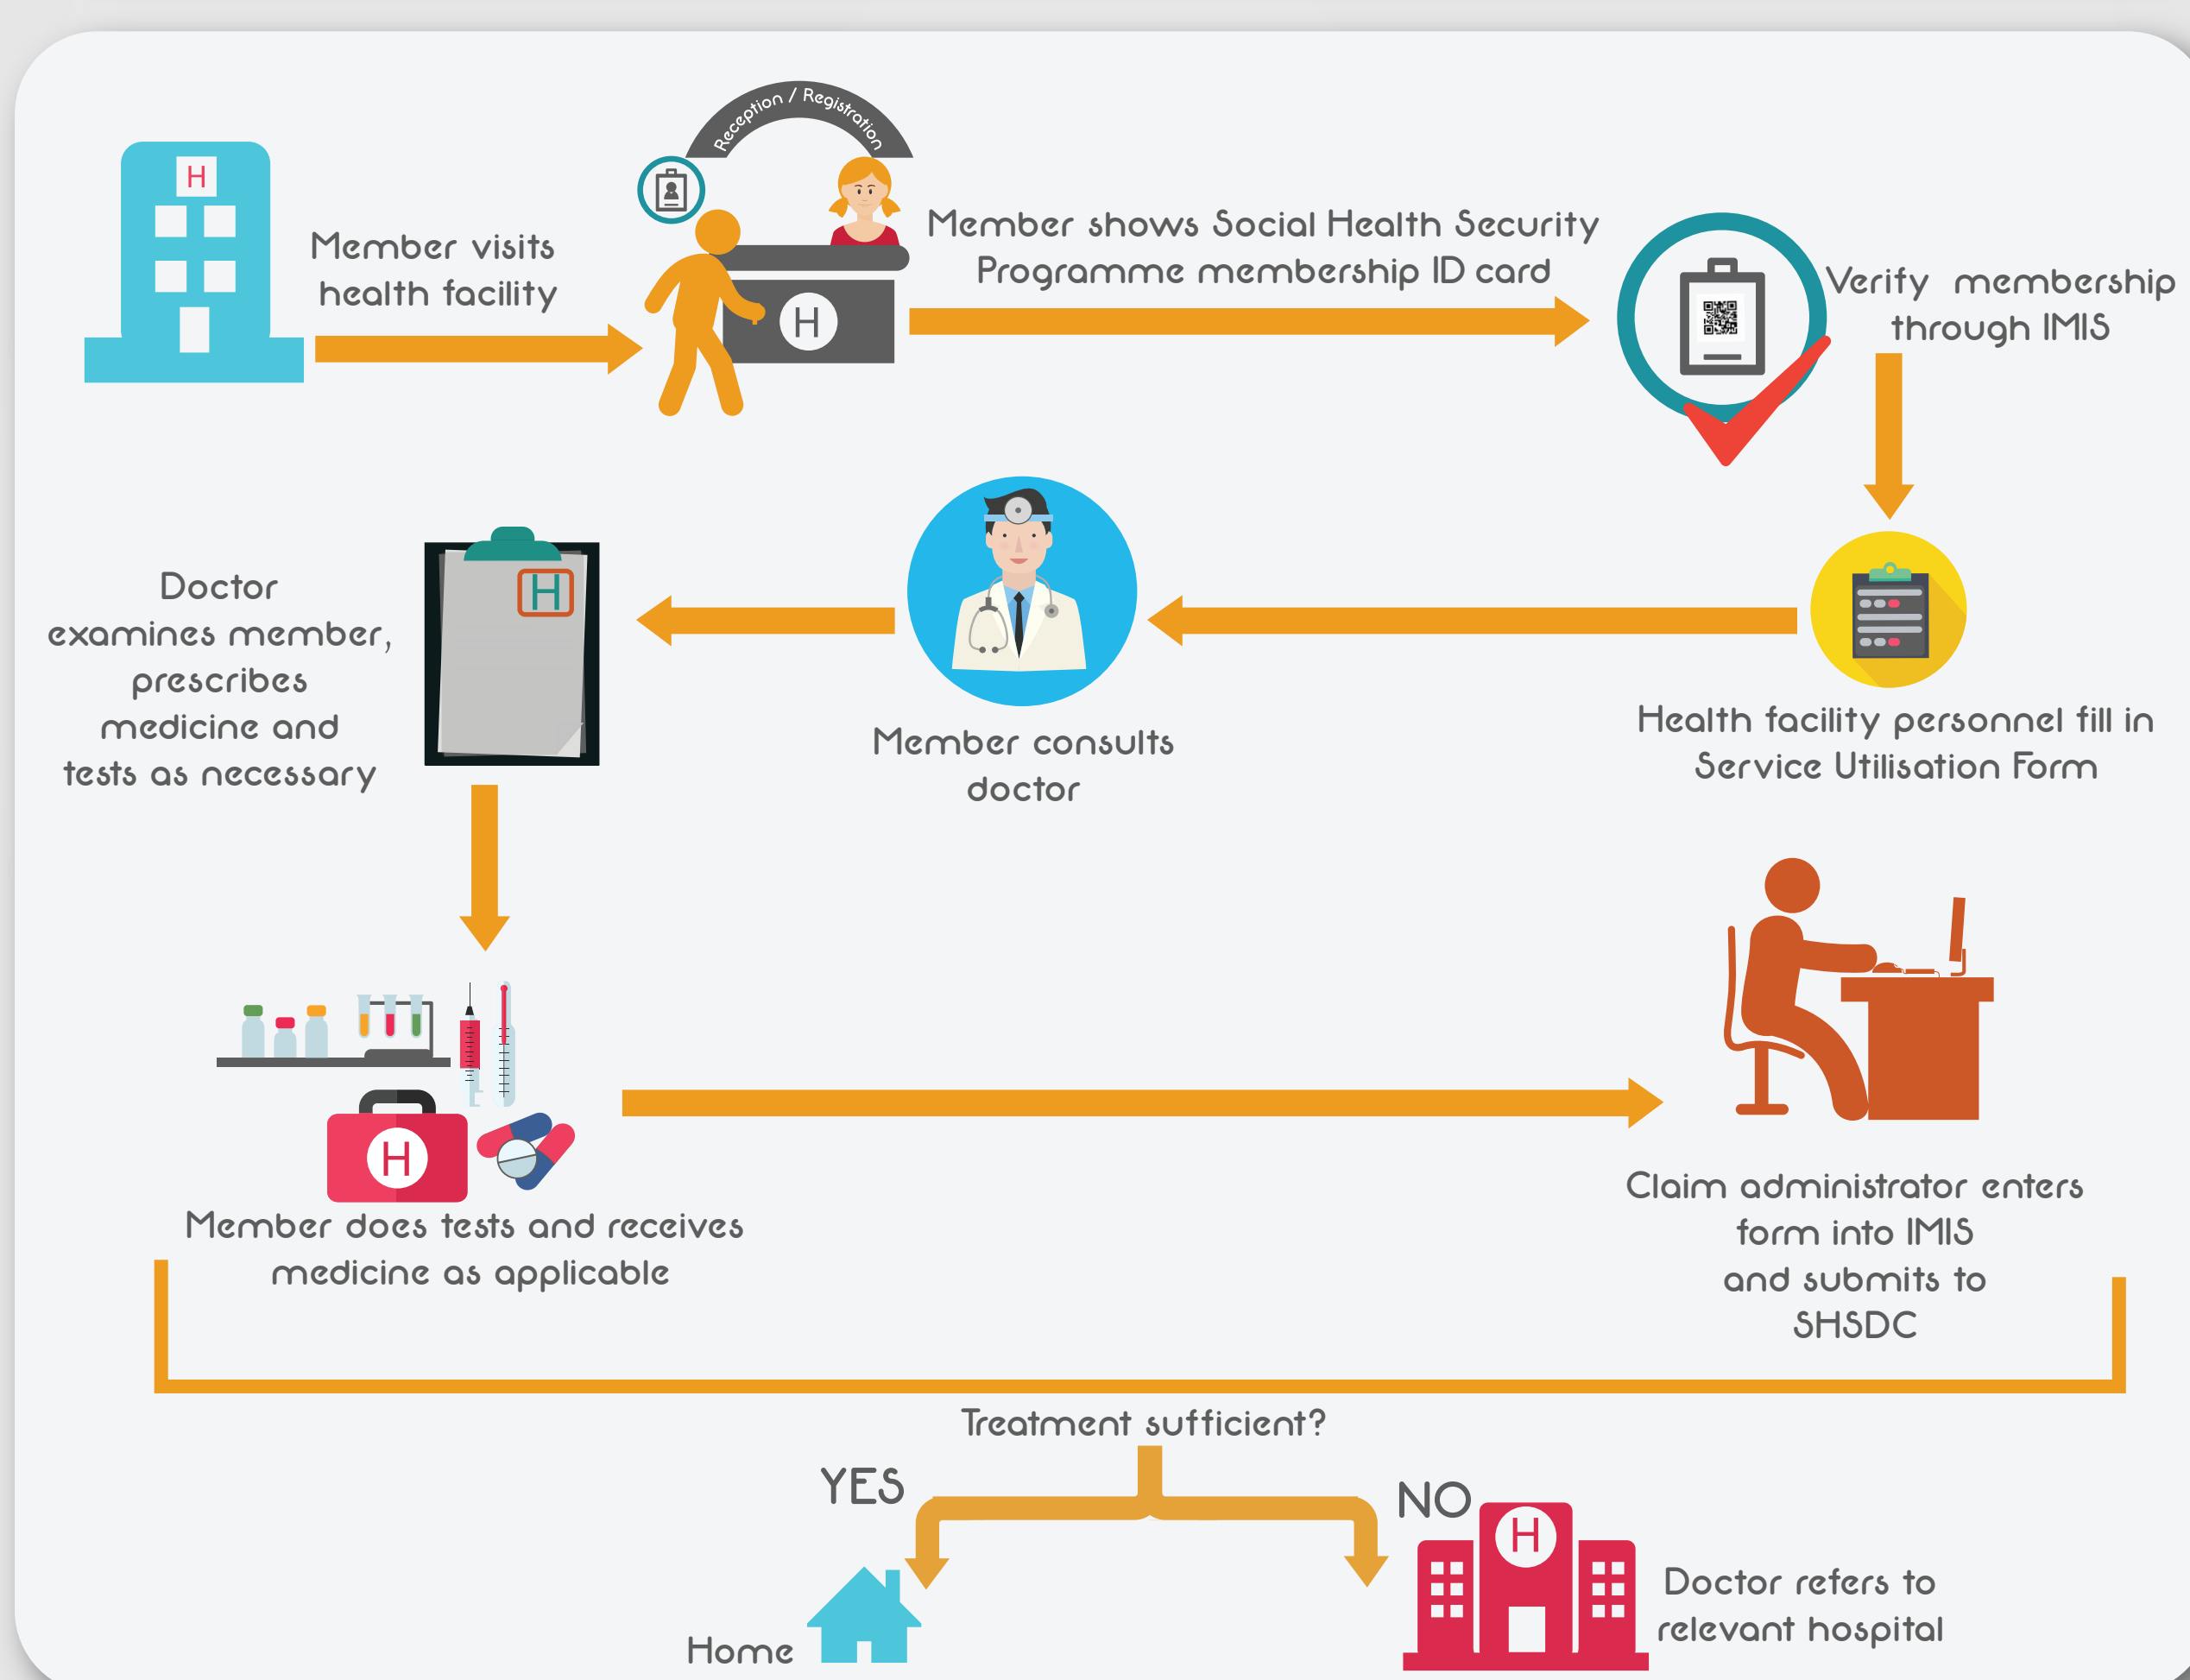 Reception / Registration
H
Member visits
health facility
H
Member shows Social Health Security
Programme membership ID card
Verify membership
through IMIS
Health facility personnel fill in
Service Utilisation Form
Member consults
doctor
H
Doctor
examines member,
prescribes
medicine and
tests as necessary
H
Member does tests and receives
medicine as applicable
Claim administrator enters
form into IMIS
and submits to
SHSDC
Treatment sufficient?
YES
NO
Home
H
Doctor refers to
relevant hospital